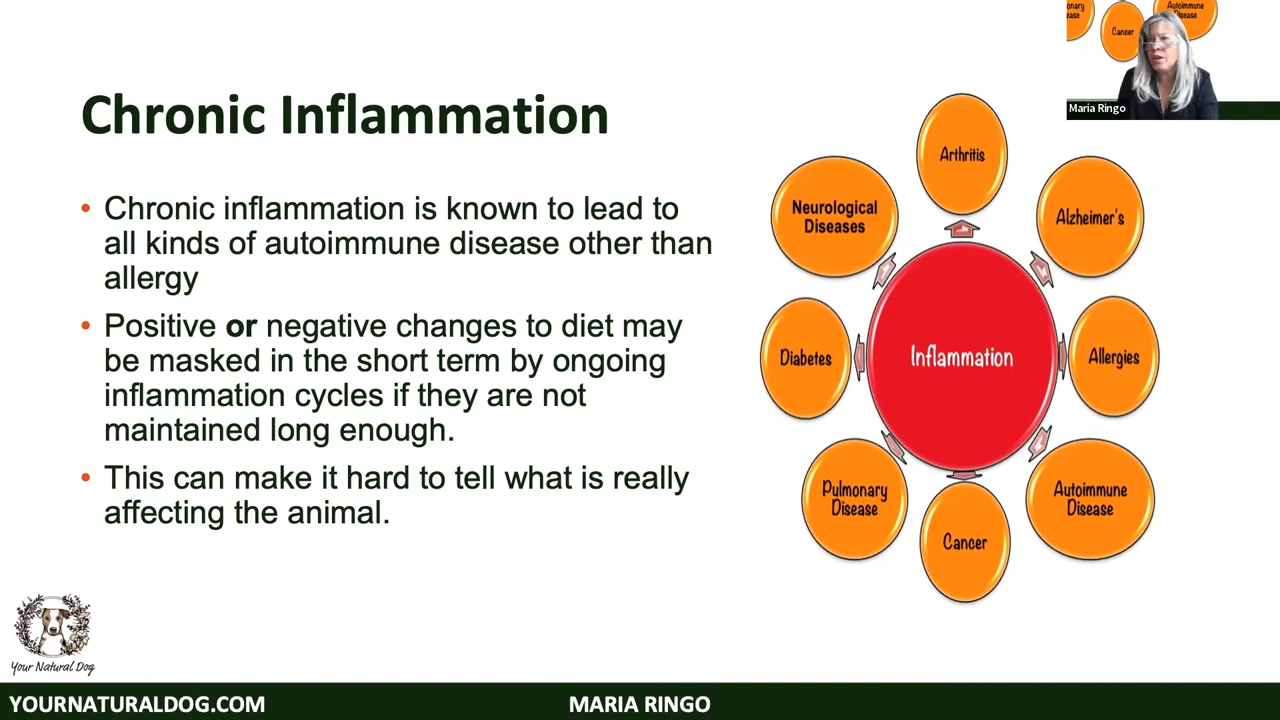 Chronic Inflammation
• Chronic inflammation is known to lead to
all kinds of autoimmune disease other than
allergy
• Positive or negative changes to diet may
be masked in the short term by ongoing
inflammation cycles if they are not
maintained long enough.
• This can make it hard to tell what is really
affecting the animal.
Arthritis
Neurological
Diseases
Alzheimer's
Diabetes
Inflammation
Allergies
Pulmonary
Disease
Autoimmune
Disease
Cancer
Autoimmune
Disease
Cancer
Maria Ringo
Your Natural Dog
YOURNATURALDOG.COM
MARIA RINGO